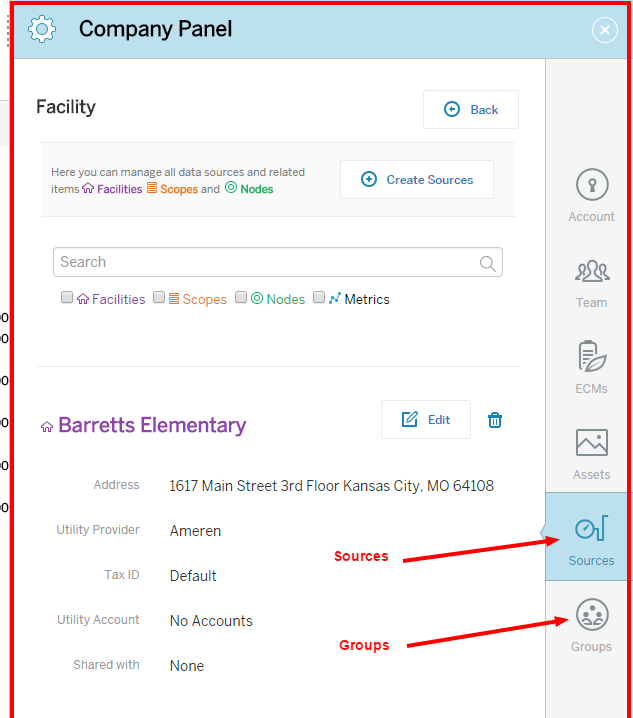 Company Panel
Facility
Back
Here you can manage all data sources and related
items Facilities Scopes and Nodes
Create Sources
Search
Facilities Scopes Nodes Metrics
Barretts Elementary
Edit
Address 1617 Main Street 3rd Floor Kansas City, MO 64108
Utility Provider Ameren
Tax ID Default
Utility Account No Accounts
Shared with None
Account
Team
ECMs
Assets
Sources
Sources
Groups
Groups